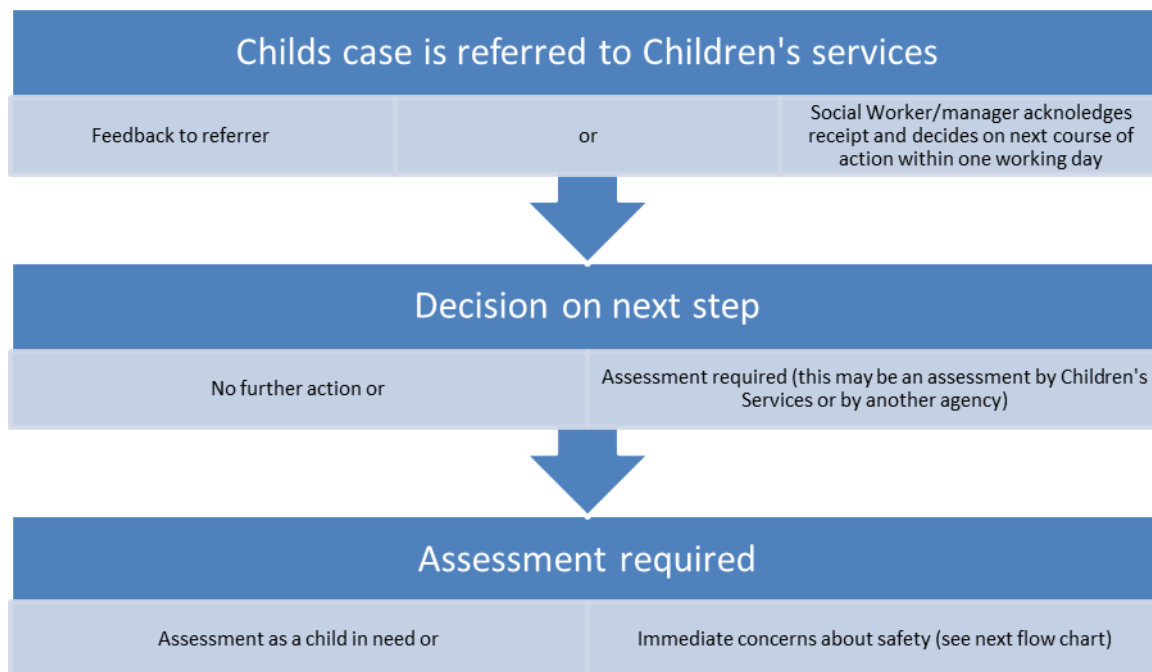 Childs case is referred to Children's services
Feedback to referrer
or
Social Worker/manager acknoledges
receipt and decides on next course of
action within one working day
Decision on next step
No further action or
Assessment required (this may be an assessment by Children's
Services or by another agency)
Assessment required
Assessment as a child in need or
Immediate concerns about safety (see next flow chart)